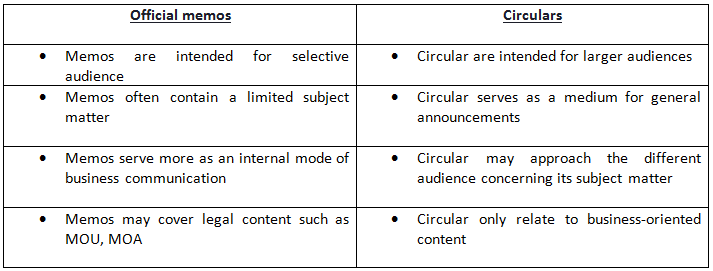 Official memos
Circulars
• Memos are intended for selective
audience
• Circular are intended for larger audiences
• Memos often contain a limited subject
matter
• Circular serves as a medium for general
announcements
• Memos serve more as an internal mode of
business communication
• Circular may approach the different
audience concerning its subject matter
• Memos may cover legal content such as
MOU, MOA
• Circular only relate to business-oriented
content